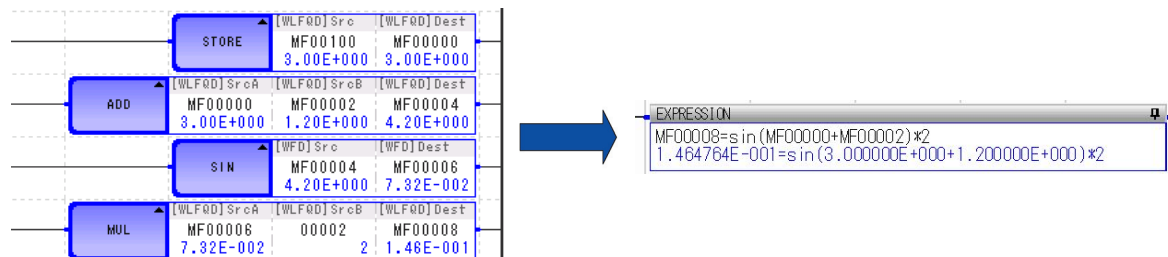 [WLFQD]Src [WLFQD]Dest
STORE MF00100 MF00000
3.00E+000 3.00E+000
[WLFQD]SrcA [WLFQD]SrcB [WLFQD]Dest
ADD MF00000 MF00002 MF00004
3.00E+000 1.20E+000 4.20E+000
[WFD]Src [WFD]Dest
SIN MF00004 MF00006
4.20E+000 7.32E-002
[WLFQD]SrcA [WLFQD]SrcB [WLFQD]Dest
MUL MF00006 00002 MF00008
7.32E-002 2 1.46E-001
EXPRESSION
MF00008=sin(MF00000+MF00002)*2
1.464764E-001=sin(3.000000E+000+1.200000E+000)*2